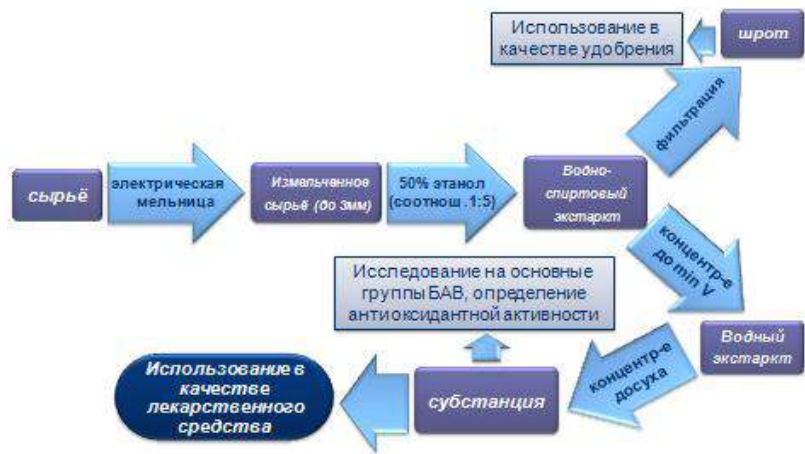 сырьё
электрическая
мельница
Измельченное
сырьё (до 3мм)
50% этанол
(соотнош .1:5)
Водно-
спиртовый
экстаркт
фильтрация
шрот
Использование в
качестве удобрения
концентр-е
до min V
Водный
экстаркт
концентр-е
досуха
субстанция
Исследование на основные
группы БАВ, определение
антиоксидантной активности
Использование в
качестве
лекарственного
средства